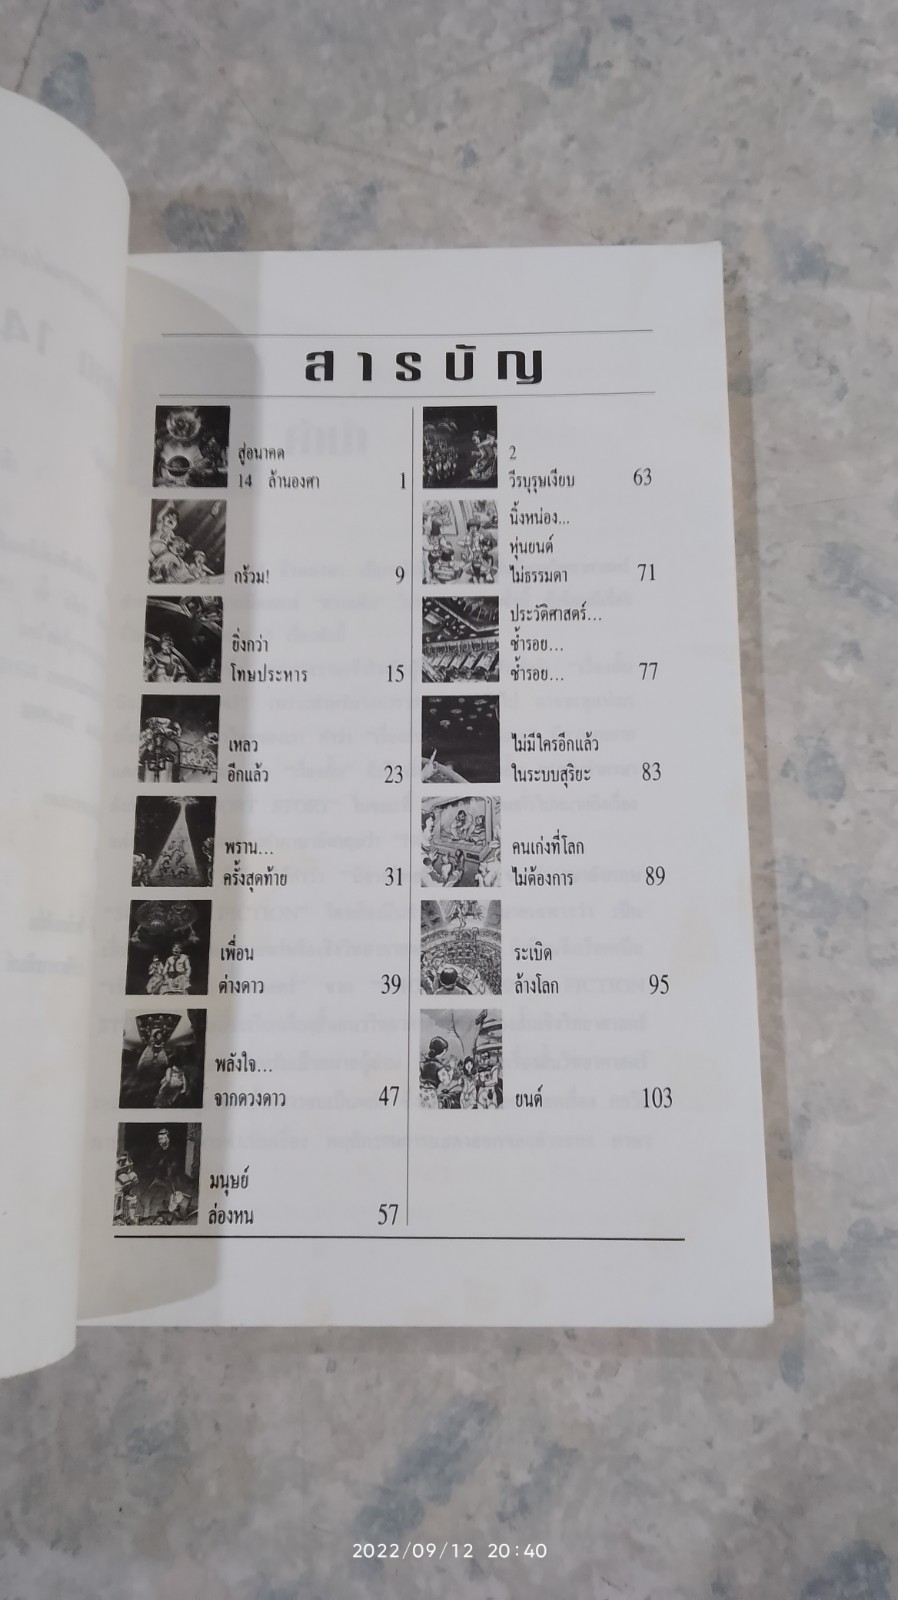 สารบัญ
สู่อนาคต
14 ล้านองศา 1
กร้วม! 9
ยิ่งกว่า
โทษประหาร 15
เหลว
อีกแล้ว 23
พราน...
ครั้งสุดท้าย 31
เพื่อน
ต่างดาว 39
พลังใจ...
จากดวงดาว 47
มนุษย์
ล่องหน 57
2
วีรบุรุษเงียบ 63
นิ้งหน่อง...
หุ่นยนต์
ไม่ธรรมดา 71
ประวัติศาสตร์...
ซ้ำรอย...
ซ้ำรอย... 77
ไม่มีใครอีกแล้ว
ในระบบสุริยะ 83
คนเก่งที่โลก
ไม่ต้องการ 89
ระเบิด
ล้างโลก 95
ยนต์ 103
2022/09/12 20:40